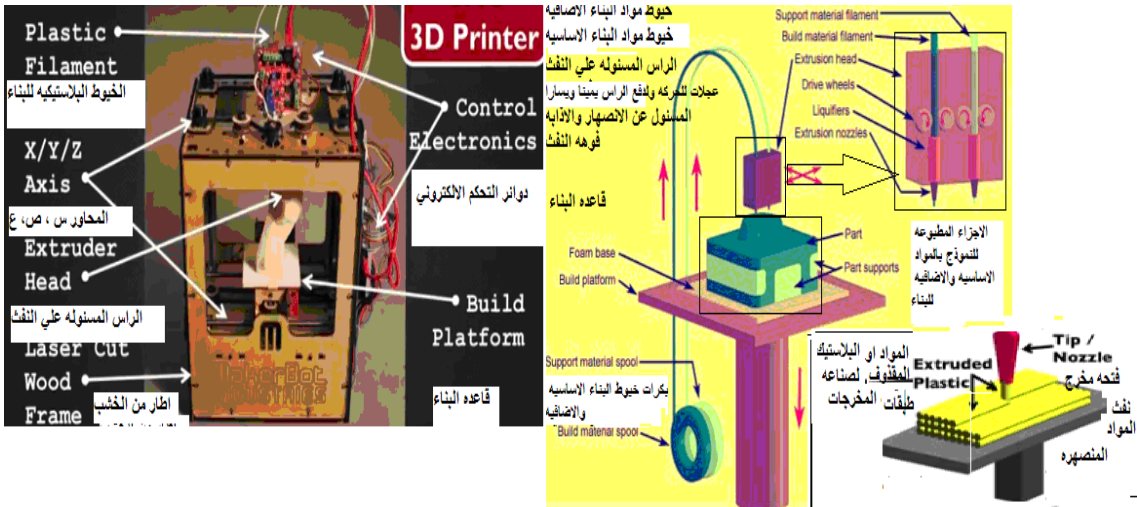 3D Printer
Plastic
Filament
الخيوط البلاستيكيه للبناء
X/Y/Z
Axis
المحاور س ، ص، ع
Extruder
Head
الراس المسئوله علي النفث
Laser Cut
Wood
Frame
اطار من الخشب
Control
Electronics
دوائر التحكم الالكتروني
Build
Platform
قاعده البناء
MakerBot
INDUSTRIES
خيوط مواد البناء الاضافيه
خيوط مواد البناء الاساسيه
الراس المسئوله علي النفث
عجلات للحركه ولدفع الراس يمينا ويسارا
المسئول عن الانصهار والاذابه
فوهه النفث
قاعده البناء
Support material filament
Build material filament
Extrusion head
Drive wheels
Liquifiers
Extrusion nozzles
الاجزاء المطبوعه
للنموذج بالمواد
الاساسيه والاضافيه
للبناء
Part
Part supports
Foam base
Build platform
Support material spool
بكرات خيوط البناء الاساسيه
والاضافيه
Build material spool
المواد او البلاستيك
المقذوف لصناعه
طبقات المخرجات
Extruded
Plastic
Tip /
Nozzle
فتحه مخرج
نفث
المواد
المنصهره